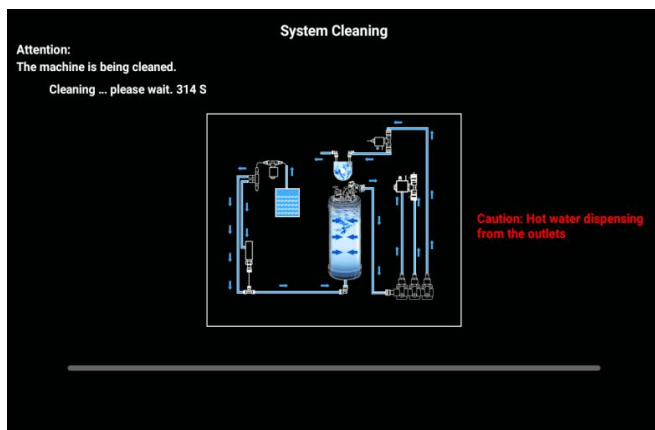 System Cleaning
Attention:
The machine is being cleaned.
Cleaning ... please wait. 314 S
Caution: Hot water dispensing
from the outlets